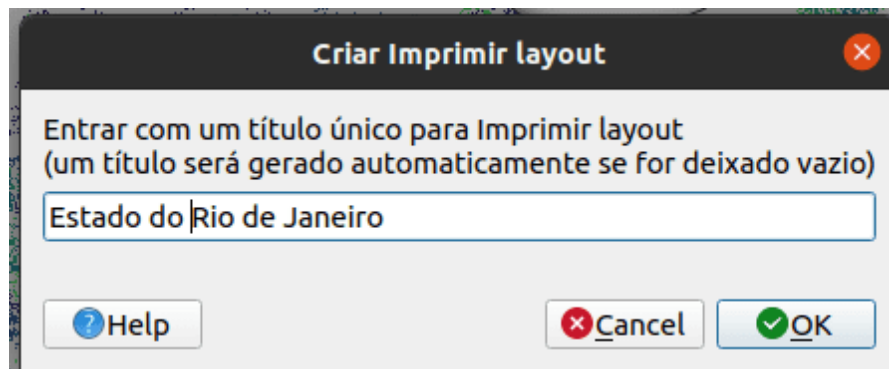 Criar Imprimir layout
Entrar com um título único para Imprimir layout
(um título será gerado automaticamente se for deixado vazio)
Estado do Rio de Janeiro
Help
Cancel
OK